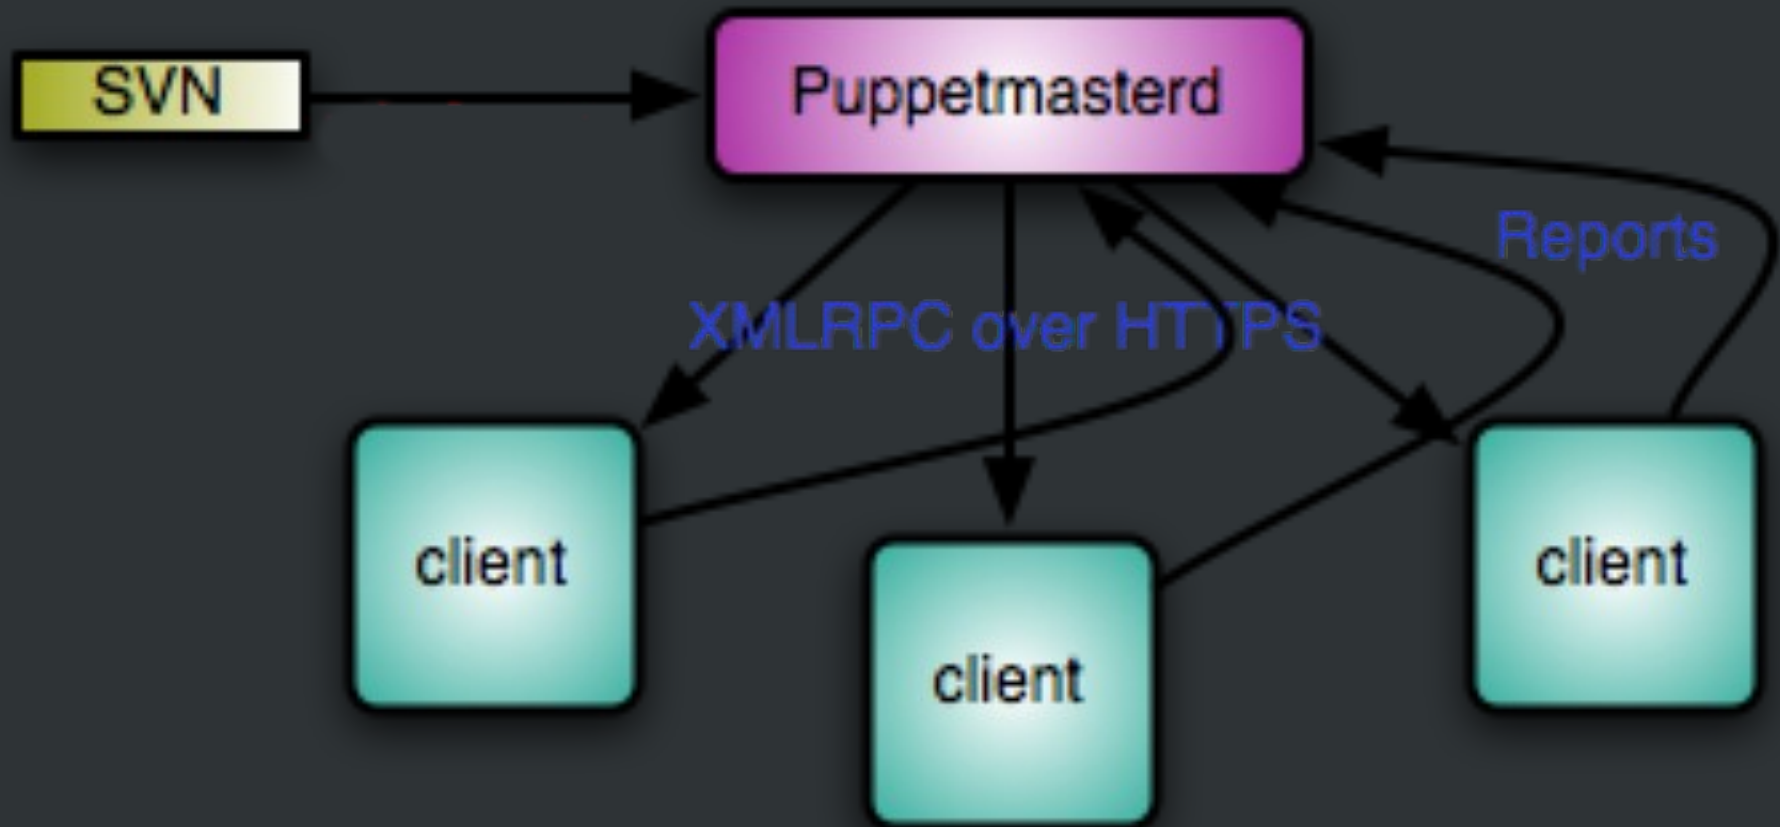 SVN
Puppetmasterd
Reports
XMLRPC over HTTPS
client
client
client